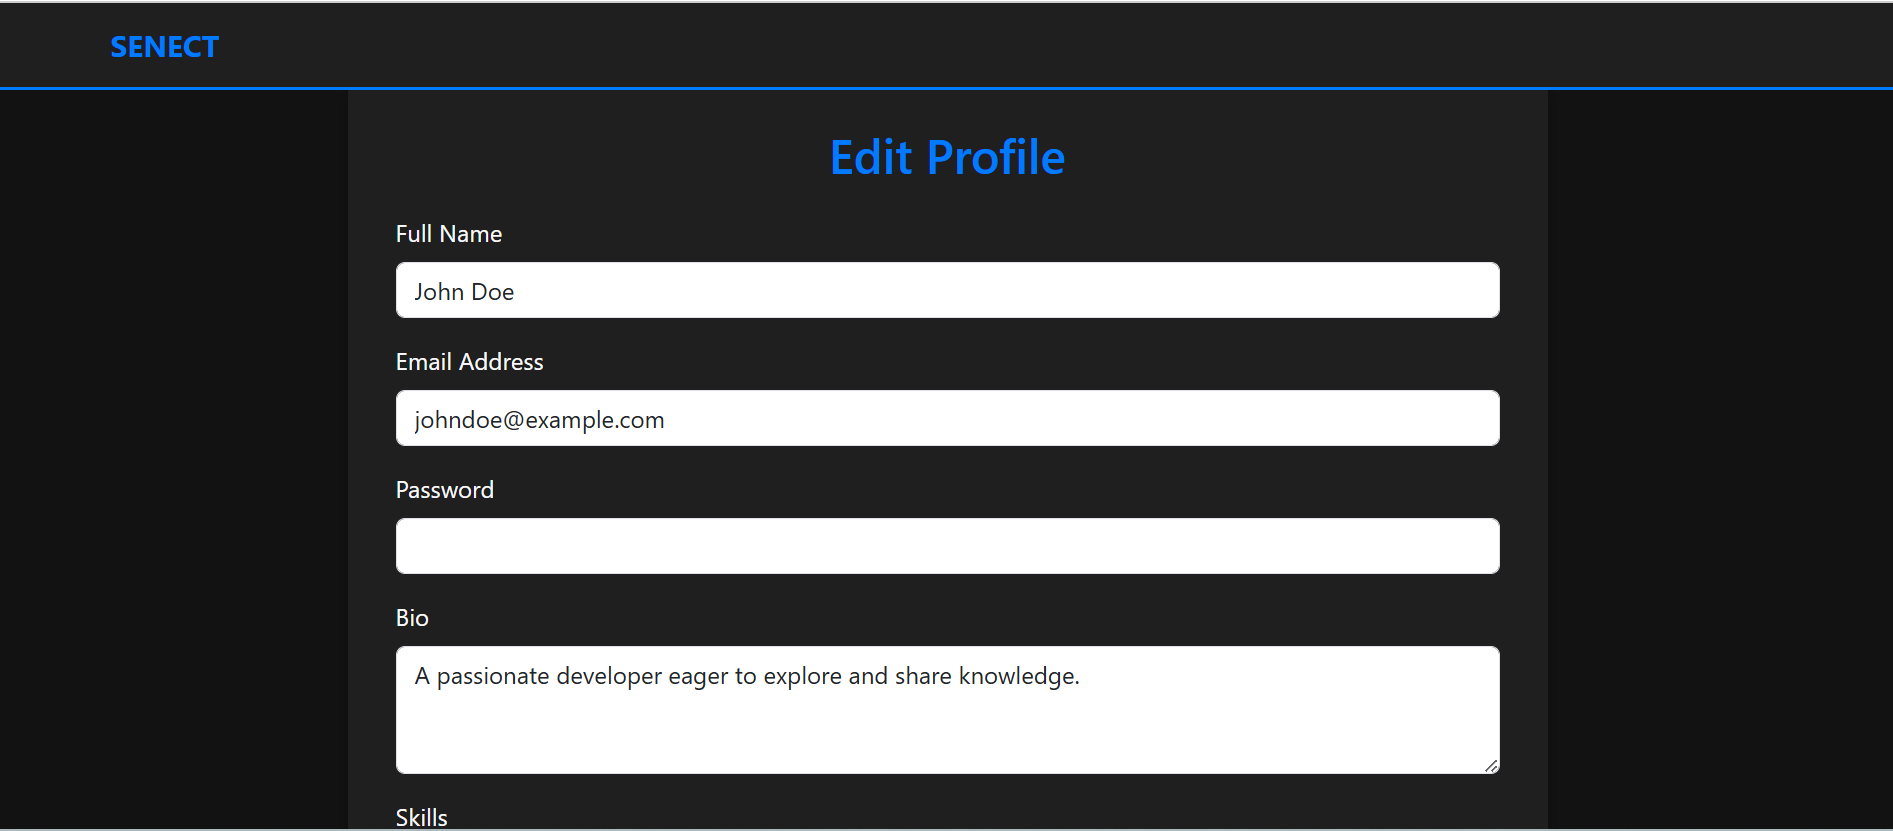 SENECT
Edit Profile
Full Name
John Doe
Email Address
johndoe@example.com
Password
Bio
A passionate developer eager to explore and share knowledge.
Skills